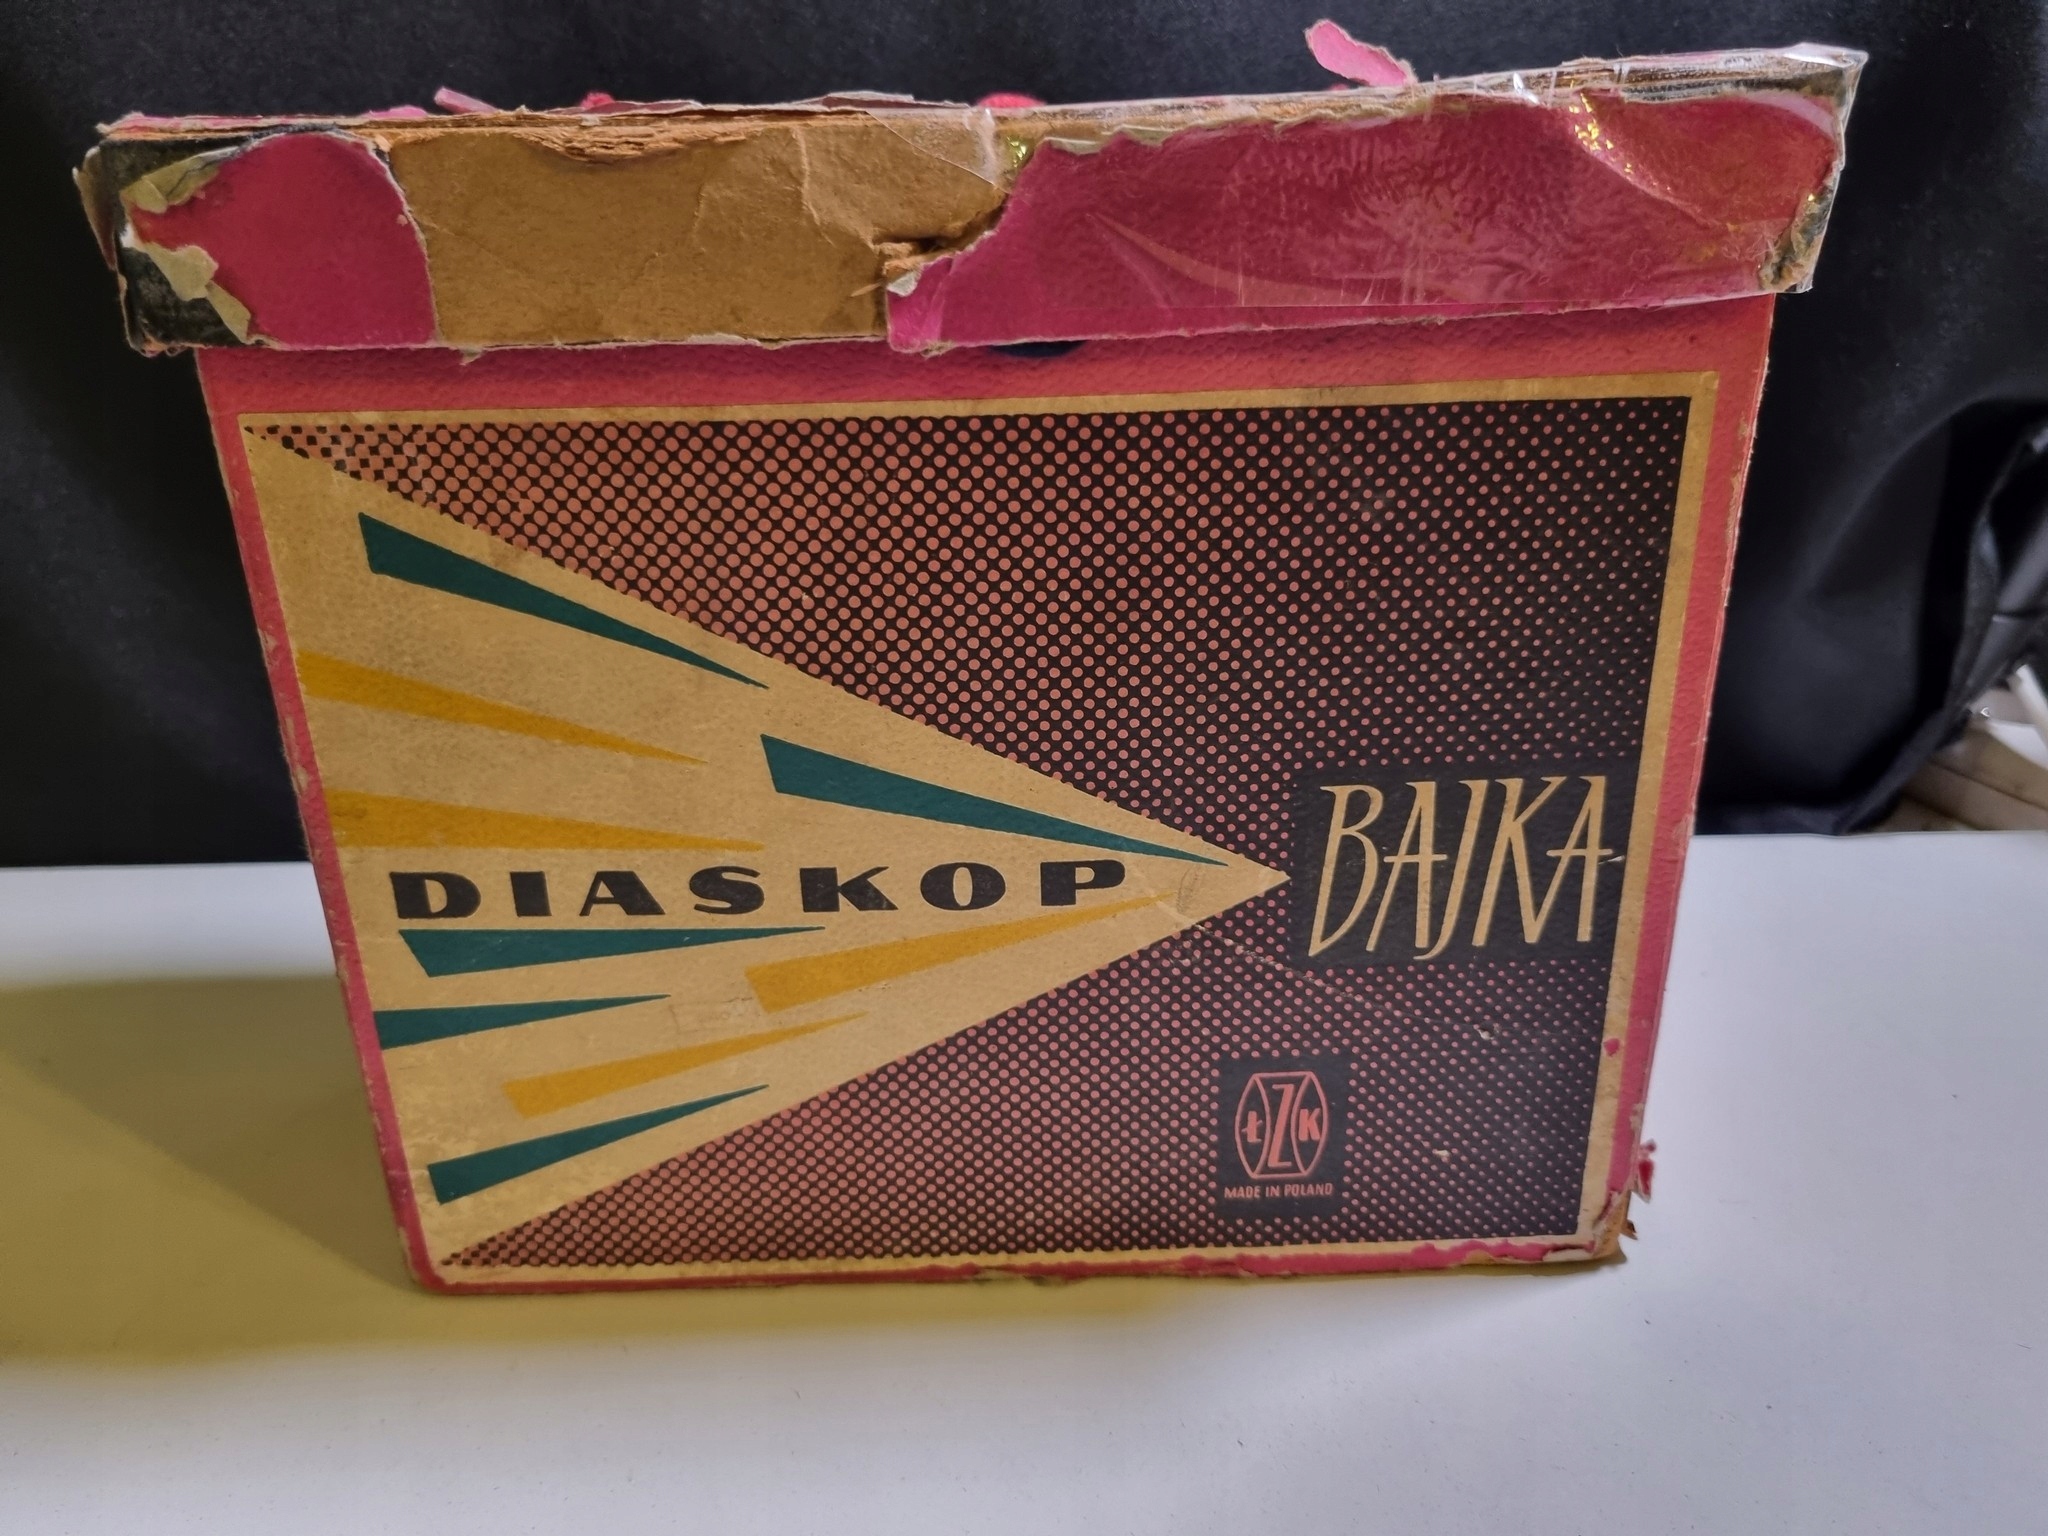 DIASKOP
BAJKA
ŁZK
MADE IN POLAND